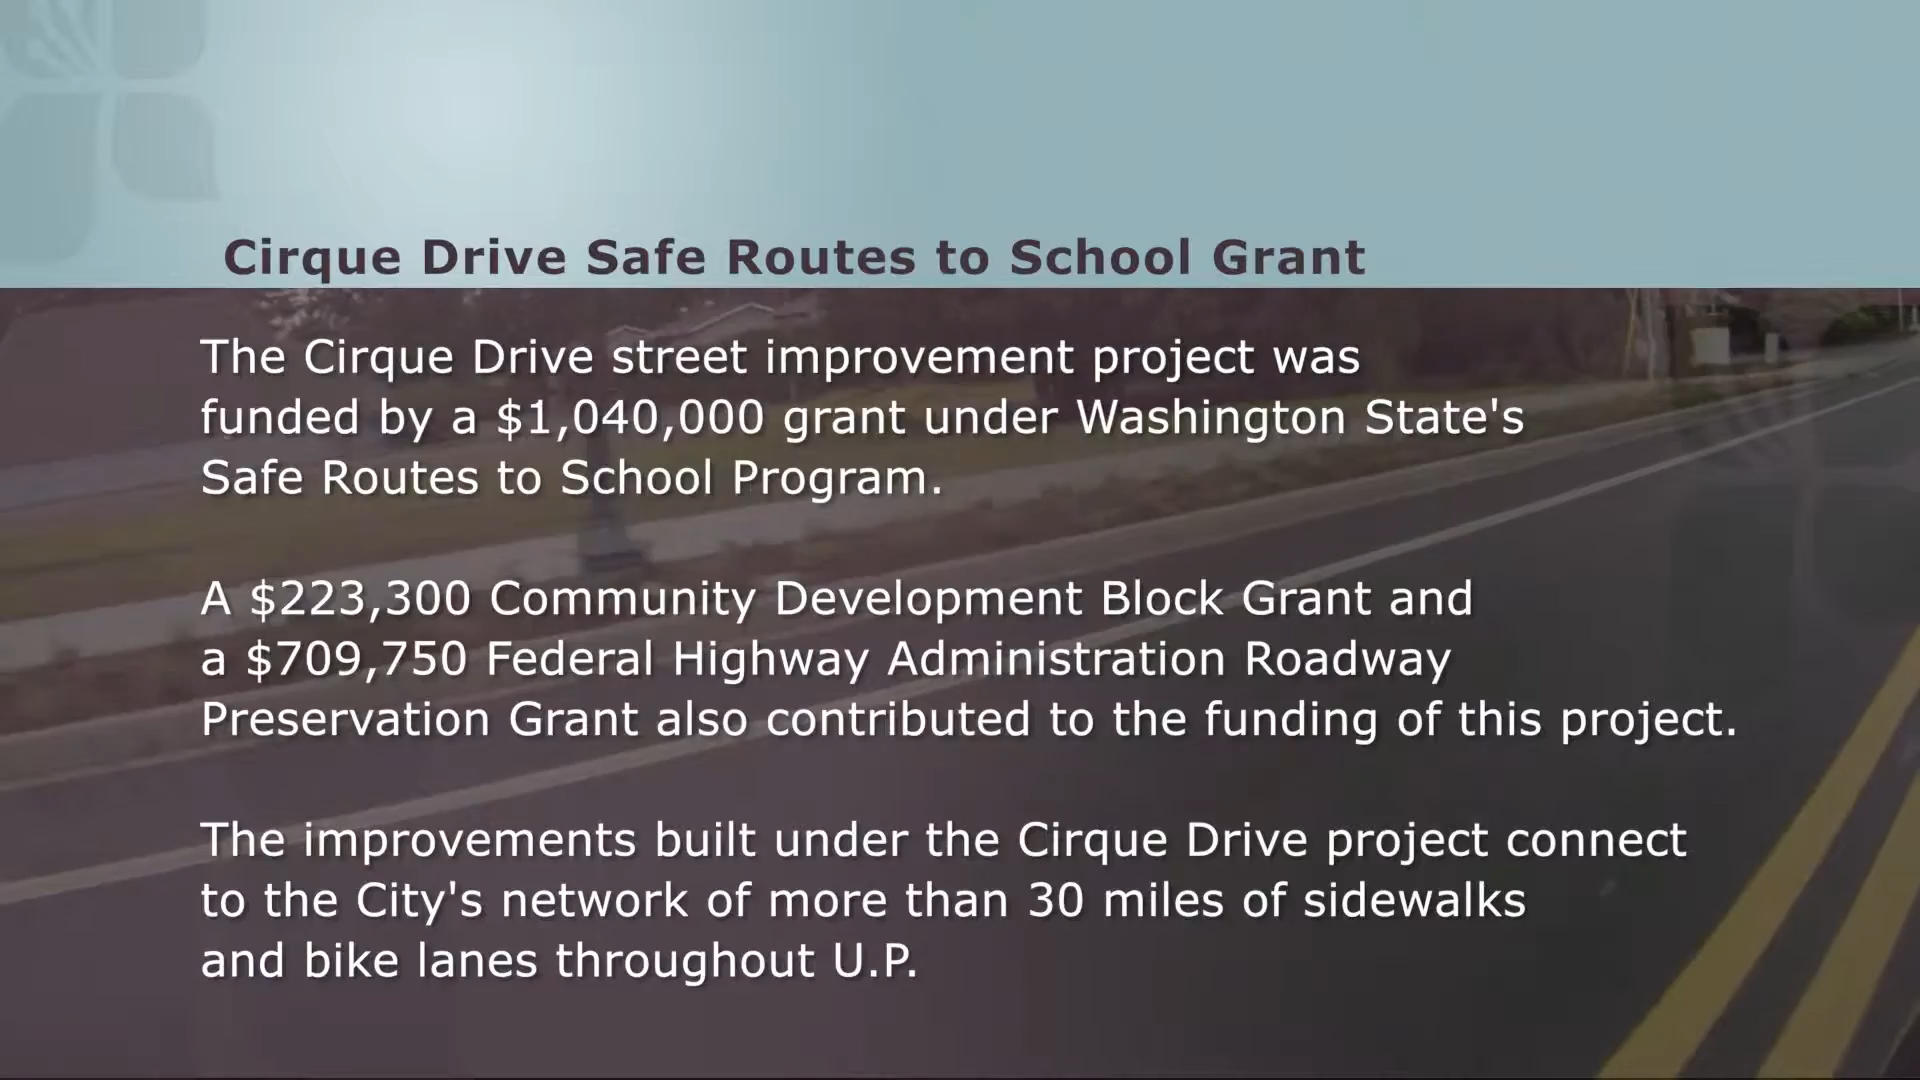 Cirque Drive Safe Routes to School Grant
The Cirque Drive street improvement project was
funded by a $1,040,000 grant under Washington State's
Safe Routes to School Program.
A $223,300 Community Development Block Grant and
a $709,750 Federal Highway Administration Roadway
Preservation Grant also contributed to the funding of this project.
The improvements built under the Cirque Drive project connect
to the City's network of more than 30 miles of sidewalks
and bike lanes throughout U.P.